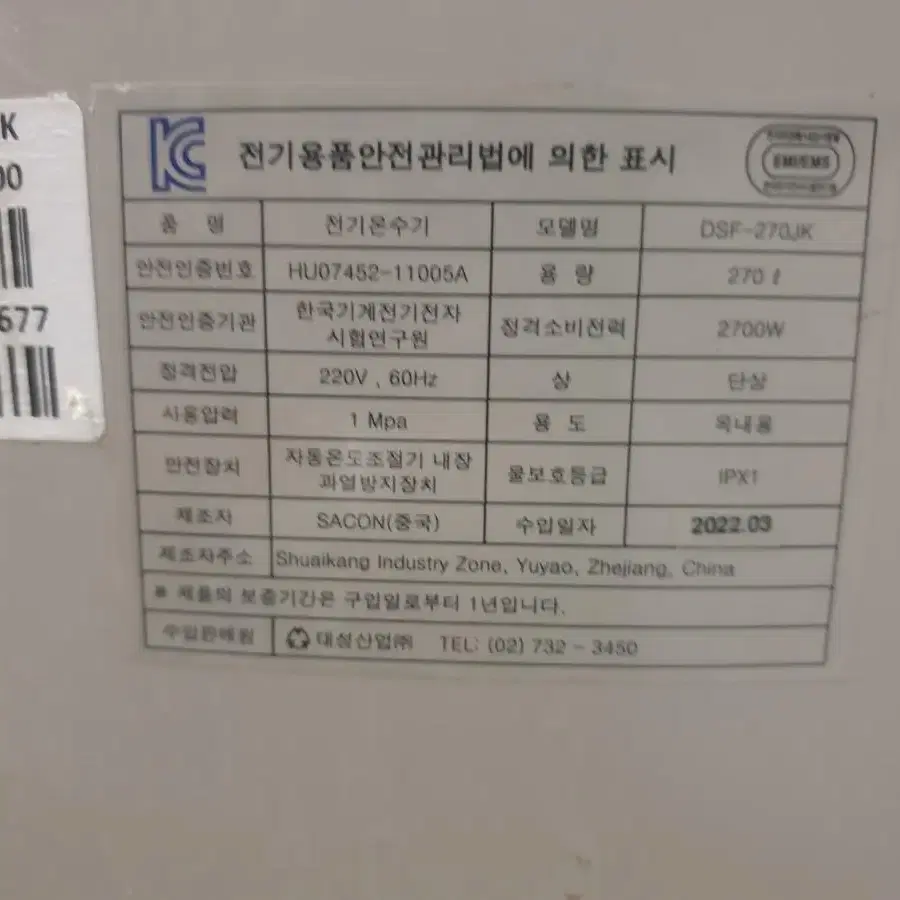 K
00
677
KC 전기용품안전관리법에 의한 표시
EMI/EMS
품 명 전기온수기 모델명 DSF-270JK
안전인증번호 HU07452-11005A 용 량 270 ℓ
안전인증기관 한국기계전기전자 시험연구원 정격소비전력 2700W
정격전압 220V , 60Hz 상 단상
사용압력 1 Mpa 용 도 옥내용
안전장치 자동온도조절기 내장 과열방지장치 물보호등급 IPX1
제조자 SACON(중국) 수입일자 2022.03
제조자주소 Shuaikang Industry Zone, Yuyao, Zhejiang, China
※ 제품의 보증기간은 구입일로부터 1년입니다.
수입판매원 대성산업㈜ TEL: (02) 732 - 3450